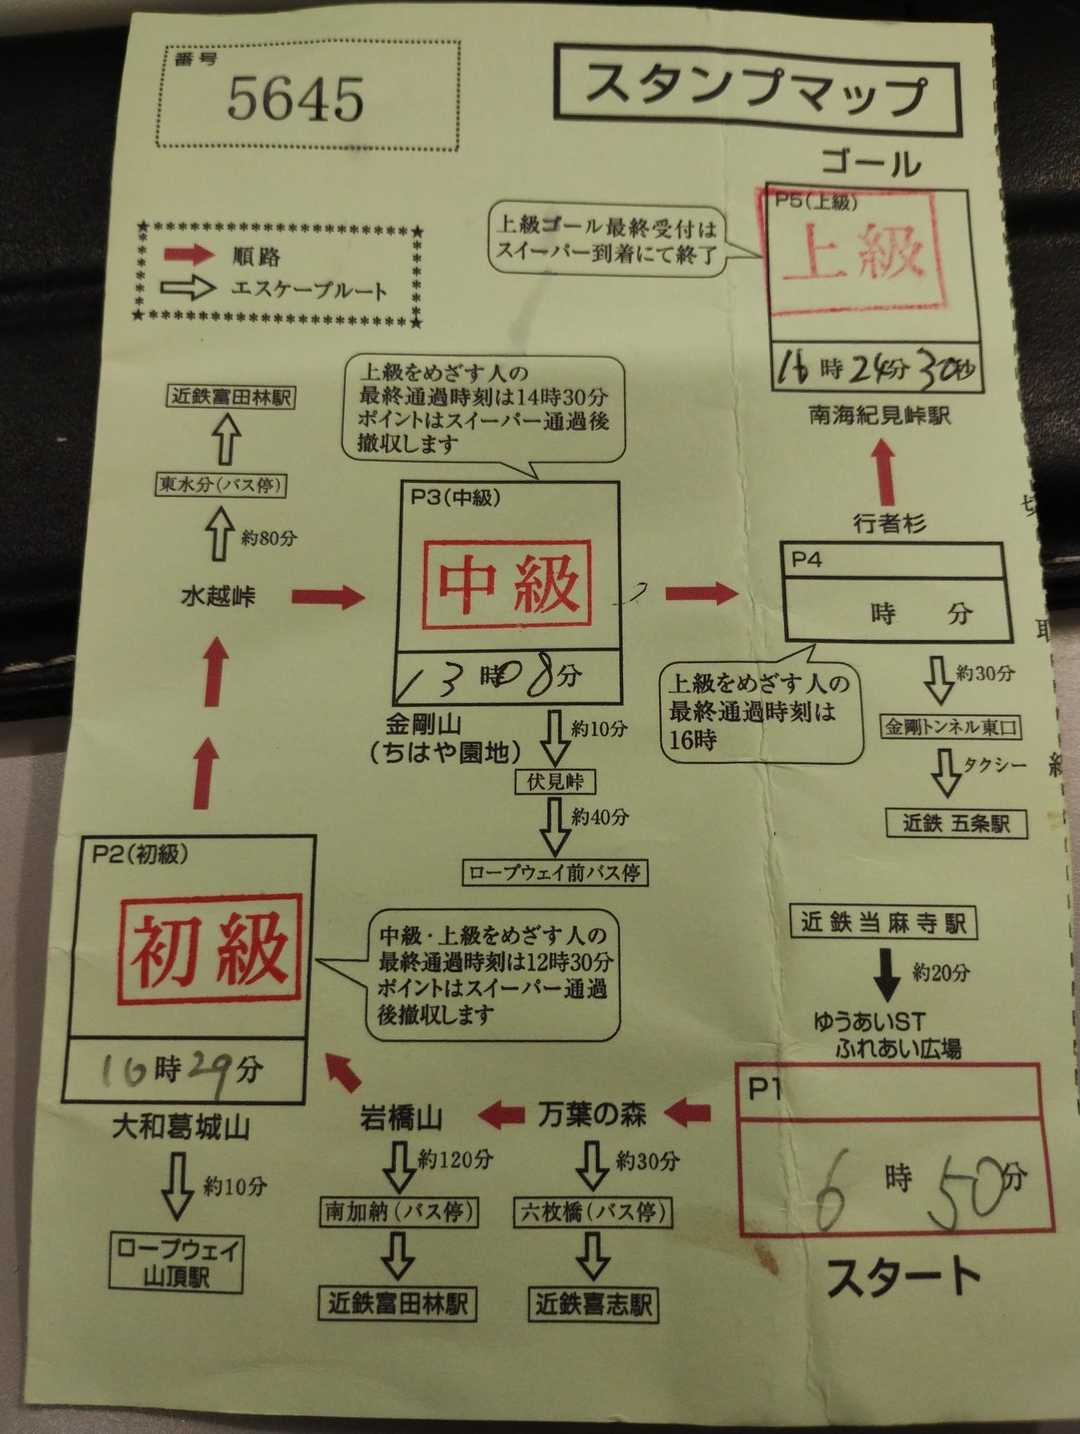 番号
5645
スタンプマップ
ゴール
P5(上級)
上級
16時24分30秒
南海紀見峠駅
上級ゴール最終受付は
スイーパー到着にて終了
順路
エスケープルート
上級をめざす人の
最終通過時刻は14時30分
ポイントはスイーパー通過後
撤収します
近鉄富田林駅
東水分(バス停)
約80分
水越峠
P3(中級)
中級
13時08分
金剛山
(ちはや園地)
約10分
伏見峠
約40分
ロープウェイ前バス停
行者杉
P4
時 分
上級をめざす人の
最終通過時刻は
16時
約30分
金剛トンネル東口
タクシー
近鉄 五条駅
切
取
線
P2(初級)
初級
10時29分
大和葛城山
約10分
ロープウェイ
山頂駅
中級・上級をめざす人の
最終通過時刻は12時30分
ポイントはスイーパー通過
後撤収します
近鉄当麻寺駅
約20分
ゆうあいST
ふれあい広場
P1
6時50分
スタート
万葉の森
約30分
六枚橋(バス停)
近鉄喜志駅
岩橋山
約120分
南加納(バス停)
近鉄富田林駅